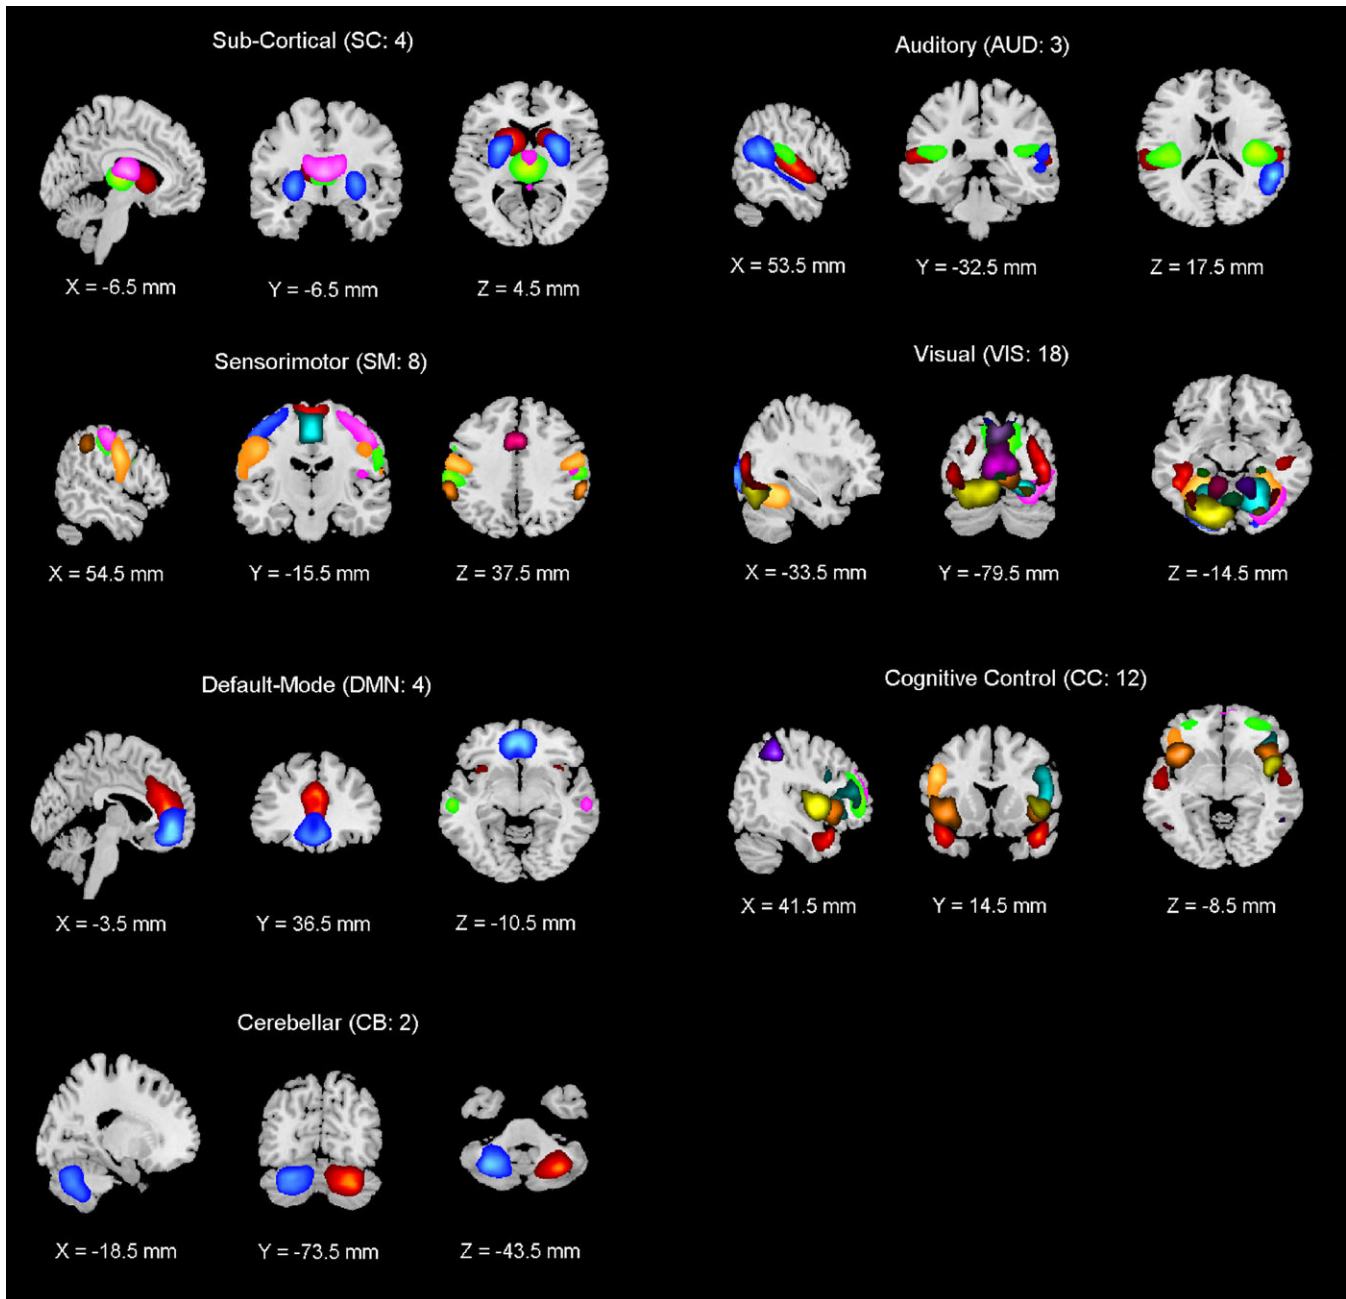 Sub-Cortical (SC: 4)
X = -6.5 mm
Y = -6.5 mm
Z = 4.5 mm
Auditory (AUD: 3)
X = 53.5 mm
Y = -32.5 mm
Z = 17.5 mm
Sensorimotor (SM: 8)
X = 54.5 mm
Y = -15.5 mm
Z = 37.5 mm
Visual (VIS: 18)
X = -33.5 mm
Y = -79.5 mm
Z = -14.5 mm
Default-Mode (DMN: 4)
X = -3.5 mm
Y = 36.5 mm
Z = -10.5 mm
Cognitive Control (CC: 12)
X = 41.5 mm
Y = 14.5 mm
Z = -8.5 mm
Cerebellar (CB: 2)
X = -18.5 mm
Y = -73.5 mm
Z = -43.5 mm